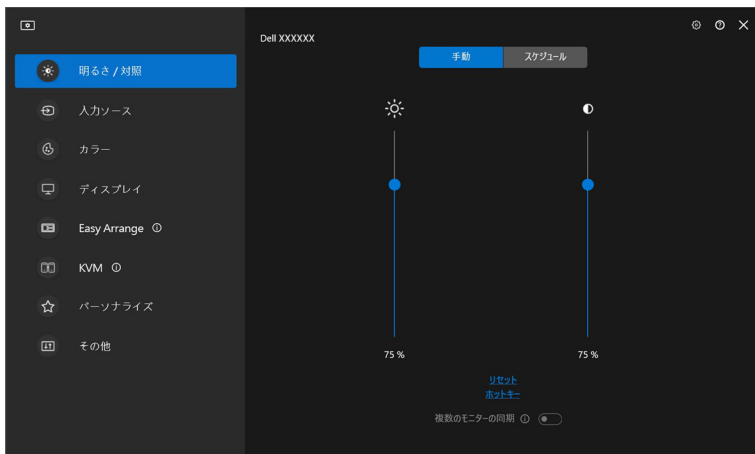 Dell XXXXXX
手動
スケジュール
明るさ / 対照
入力ソース
カラー
ディスプレイ
Easy Arrange
KVM
パーソナライズ
その他
75 %
75 %
リセット
ホットキー
複数のモニターの同期